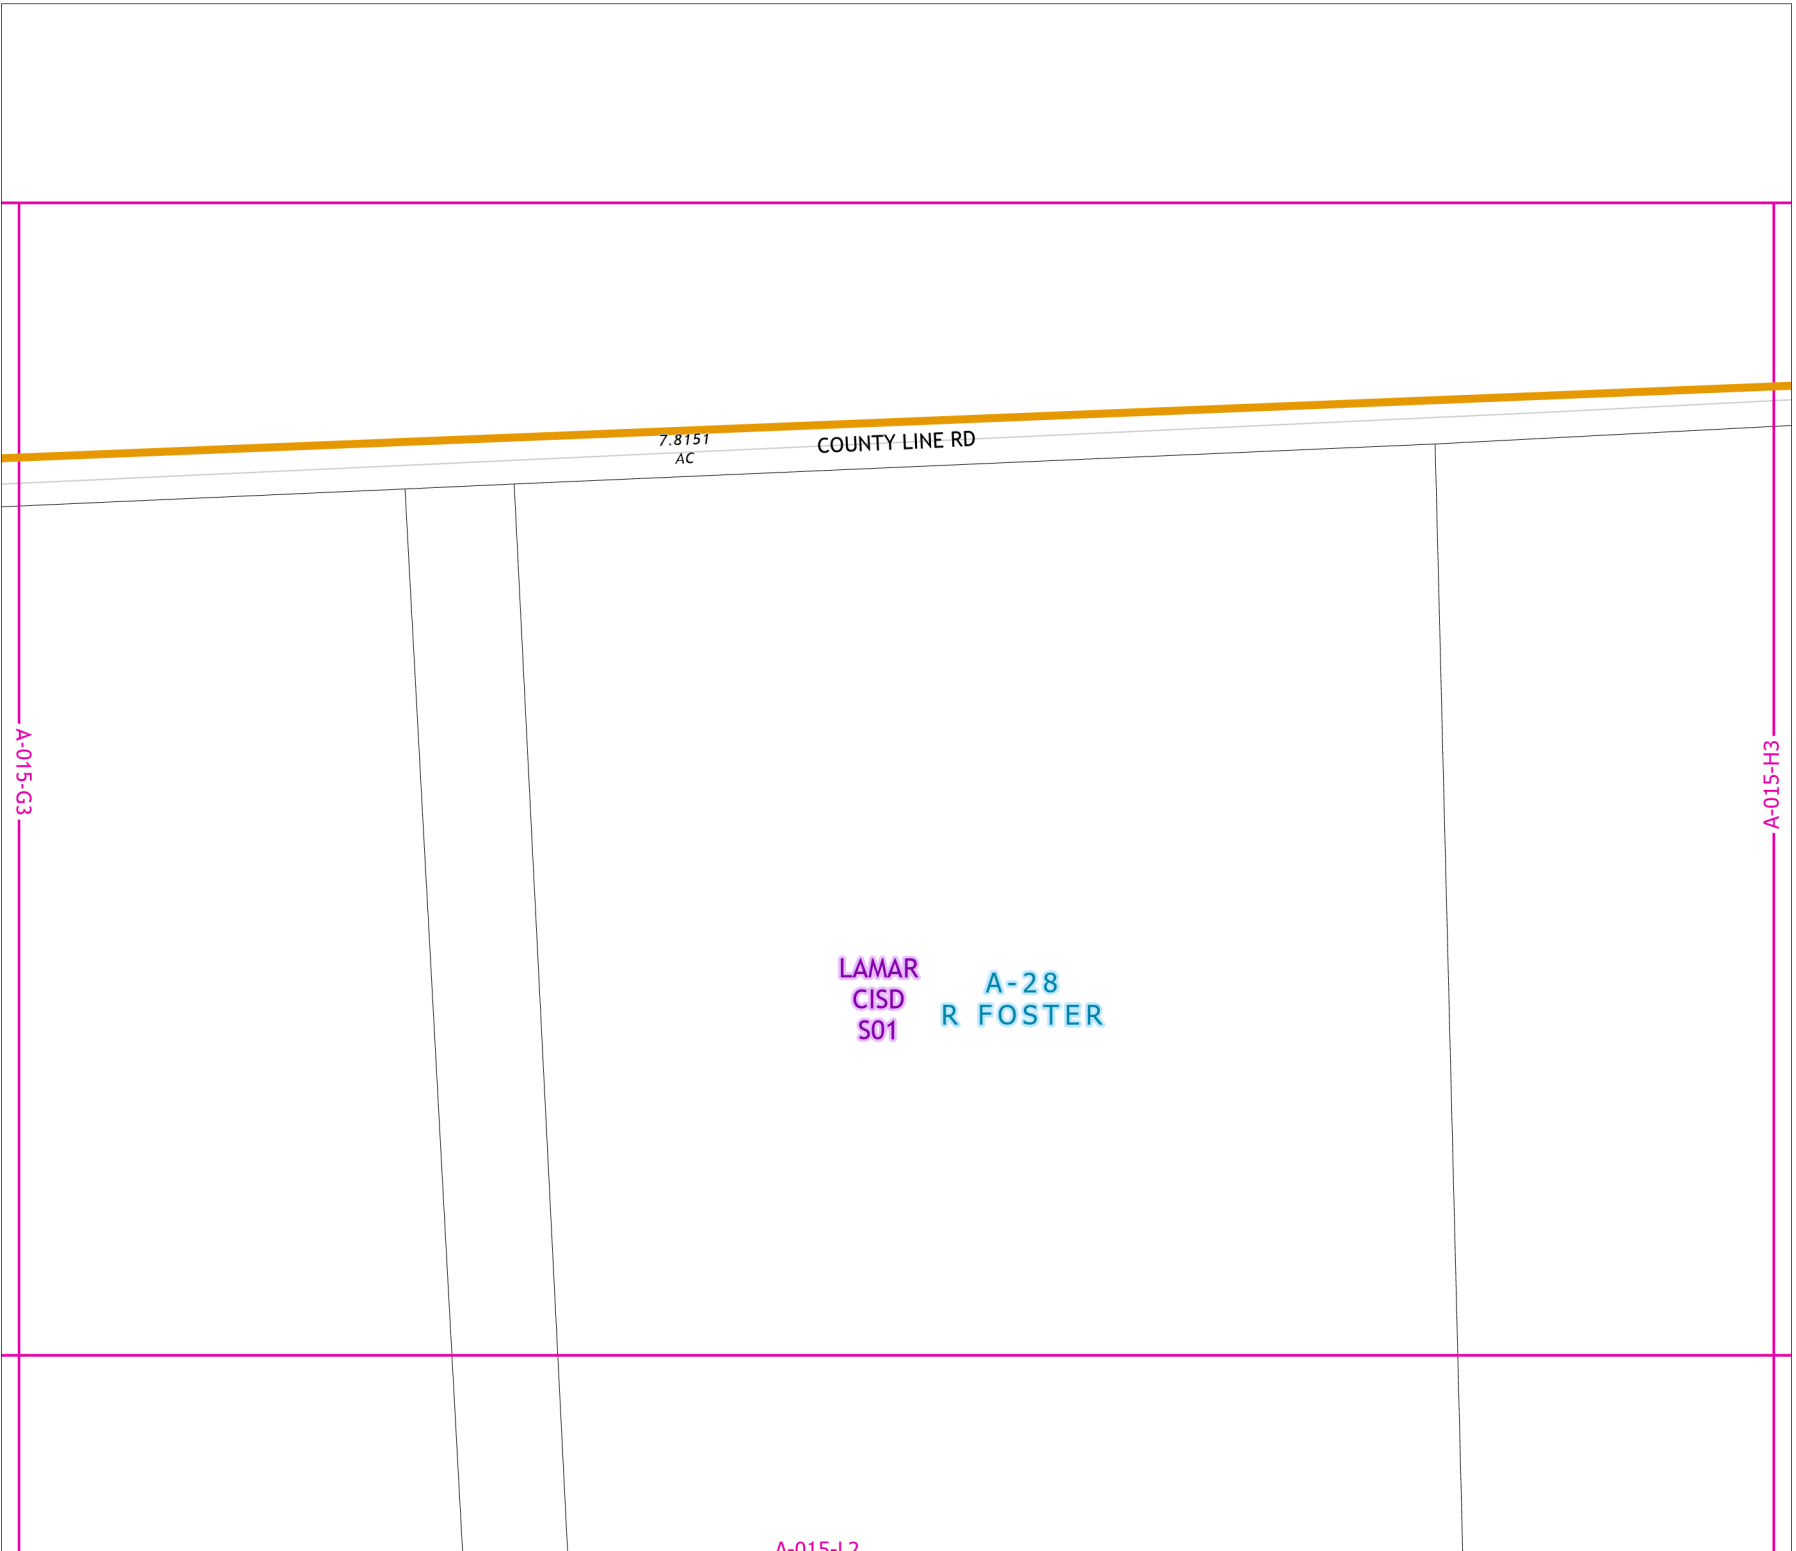 7.8151
AC
COUNTY LINE RD
A-015-G3
A-015-H3
LAMAR
CISD
S01
A-28
R FOSTER